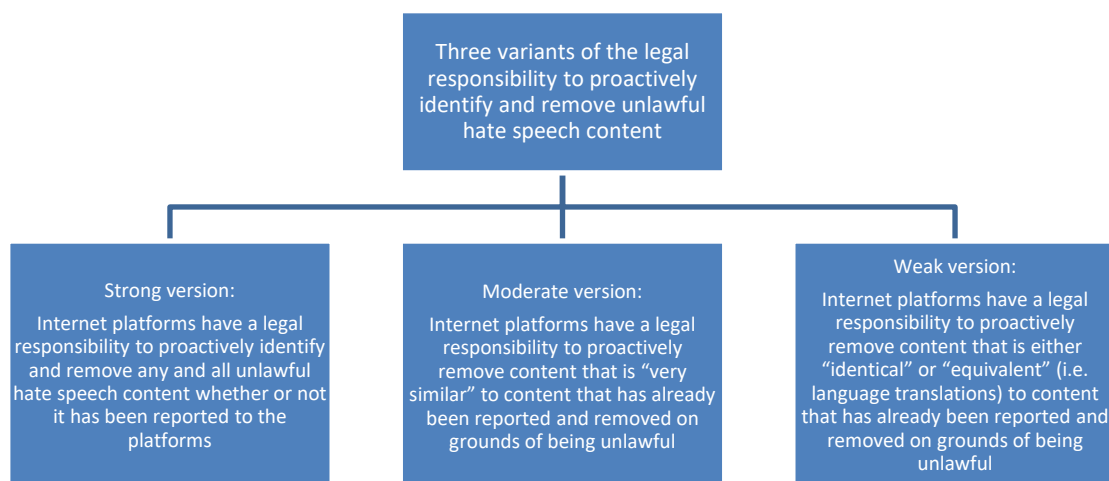 Three variants of the legal
responsibility to proactively
identify and remove unlawful
hate speech content
Strong version:
Internet platforms have a legal
responsibility to proactively identify
and remove any and all unlawful
hate speech content whether or not
it has been reported to the
platforms
Moderate version:
Internet platforms have a legal
responsibility to proactively
remove content that is “very
similar” to content that has already
been reported and removed on
grounds of being unlawful
Weak version:
Internet platforms have a legal
responsibility to proactively
remove content that is either
“identical” or “equivalent” (i.e.
language translations) to content
that has already been reported and
removed on grounds of being
unlawful